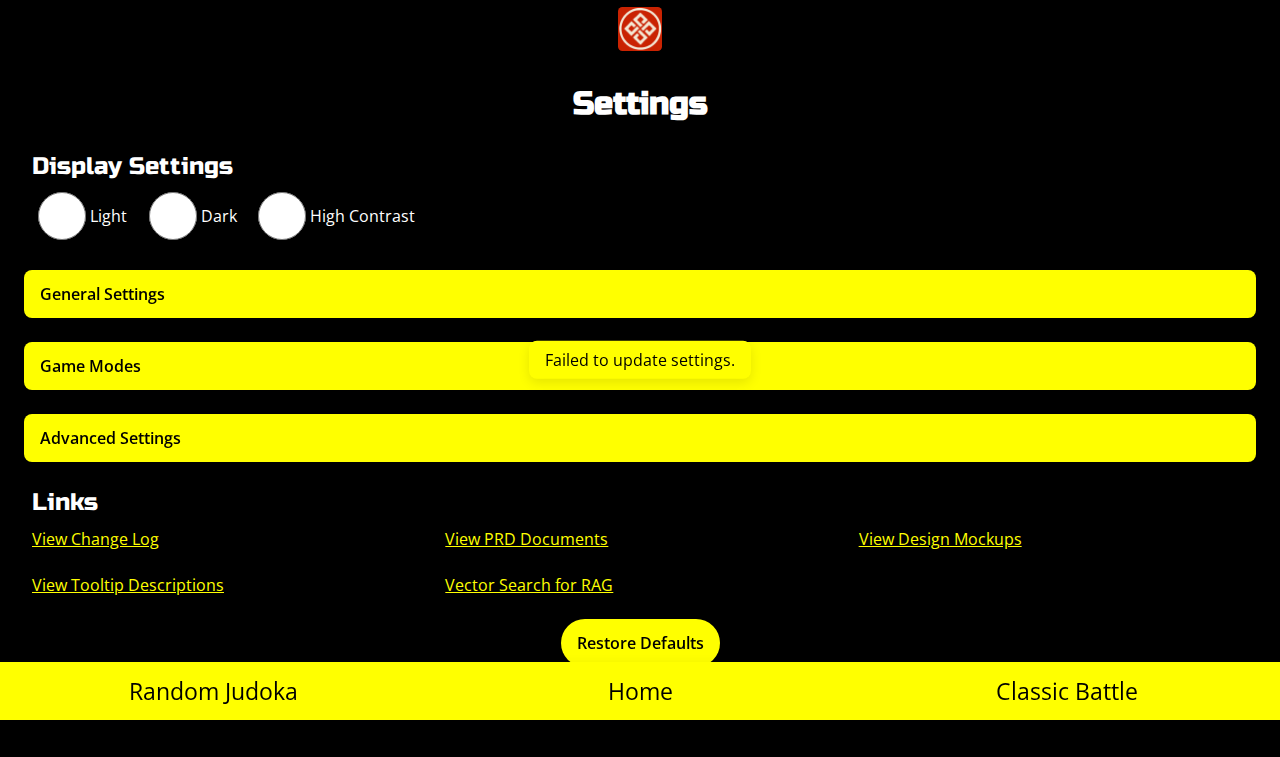 Settings
Display Settings
Light Dark High Contrast
General Settings
Game Modes
Failed to update settings.
Advanced Settings
Links
View Change Log View PRD Documents View Design Mockups
View Tooltip Descriptions Vector Search for RAG
Restore Defaults
Random Judoka Home Classic Battle